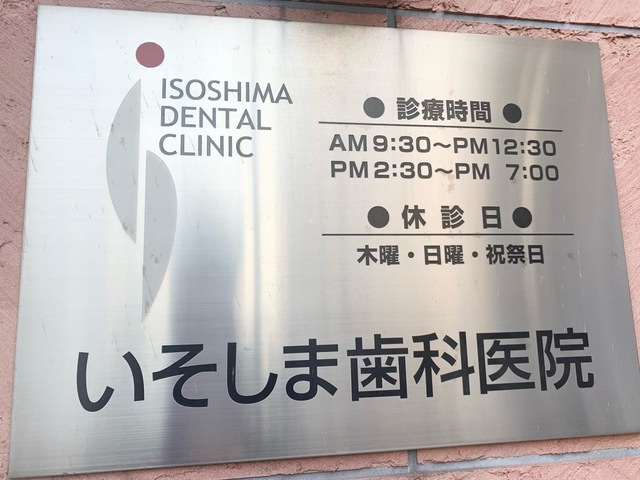 ISOSHIMA
DENTAL
CLINIC
● 診療時間 ●
AM 9:30～PM 12:30
PM 2:30～PM 7:00
● 休診日 ●
木曜・日曜・祝祭日
いそしま歯科医院